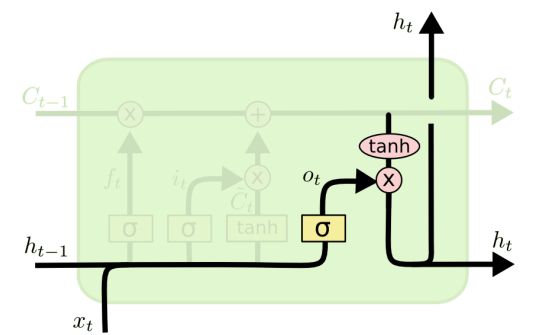 h_t
C_{t-1} C_t
× +
tanh
f_t i_t × C̃_t o_t ×
σ σ tanh σ
h_{t-1} h_t
x_t